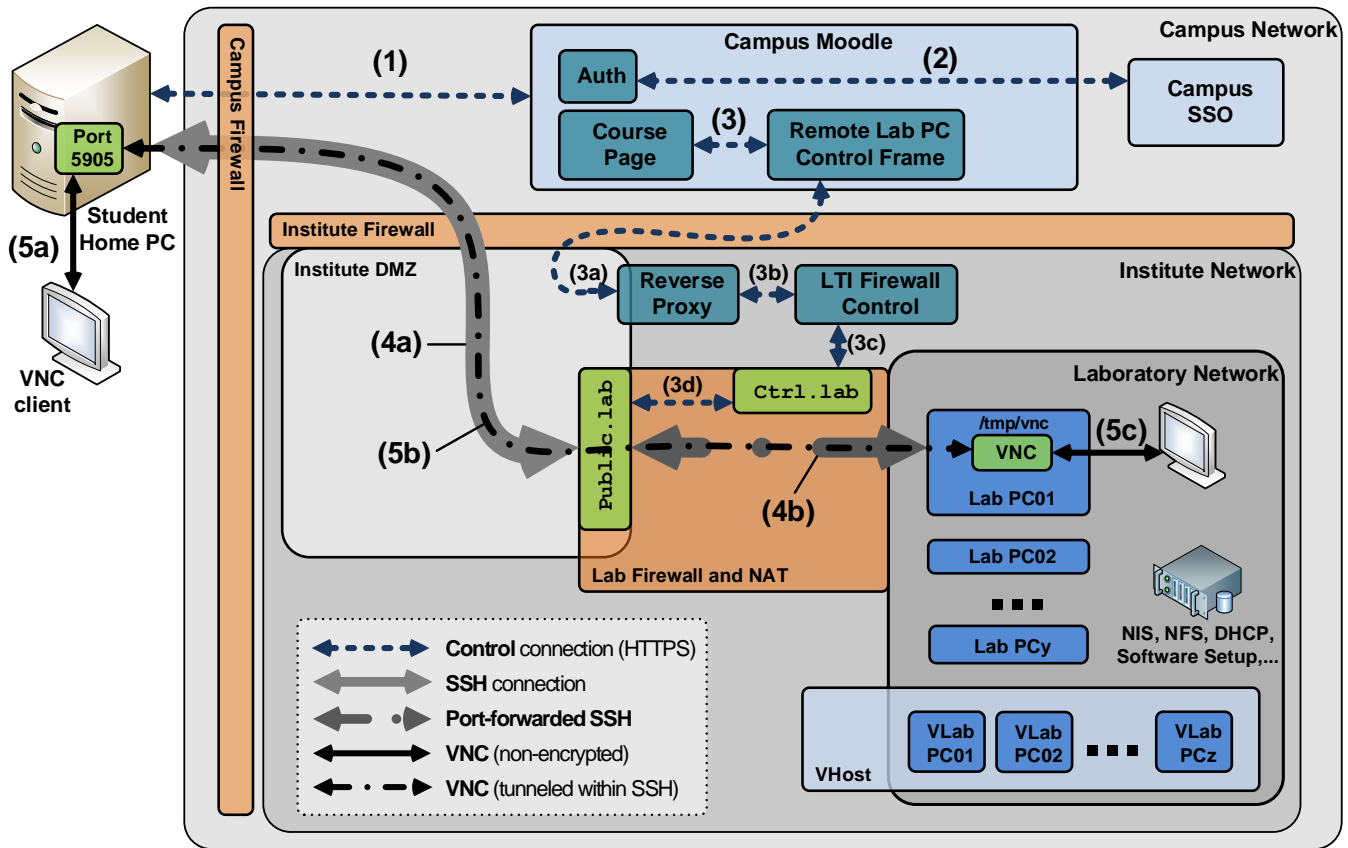 Campus Network
Campus Firewall
(1)
Campus Moodle
Auth
(2)
Campus
SSO
Course
Page
(3)
Remote Lab PC
Control Frame
Port
5905
Student
Home PC
(5a)
VNC
client
Institute Firewall
Institute DMZ
Institute Network
(3a)
Reverse
Proxy
(3b)
LTI Firewall
Control
(3c)
(4a)
(5b)
Public.lab
(3d)
Ctrl.lab
(4b)
Lab Firewall and NAT
Laboratory Network
/tmp/vnc
VNC
(5c)
Lab PC01
Lab PC02
Lab PCy
NIS, NFS, DHCP,
Software Setup,...
VLab
PC01
VLab
PC02
VLab
PCz
VHost
Control connection (HTTPS)
SSH connection
Port-forwarded SSH
VNC (non-encrypted)
VNC (tunneled within SSH)